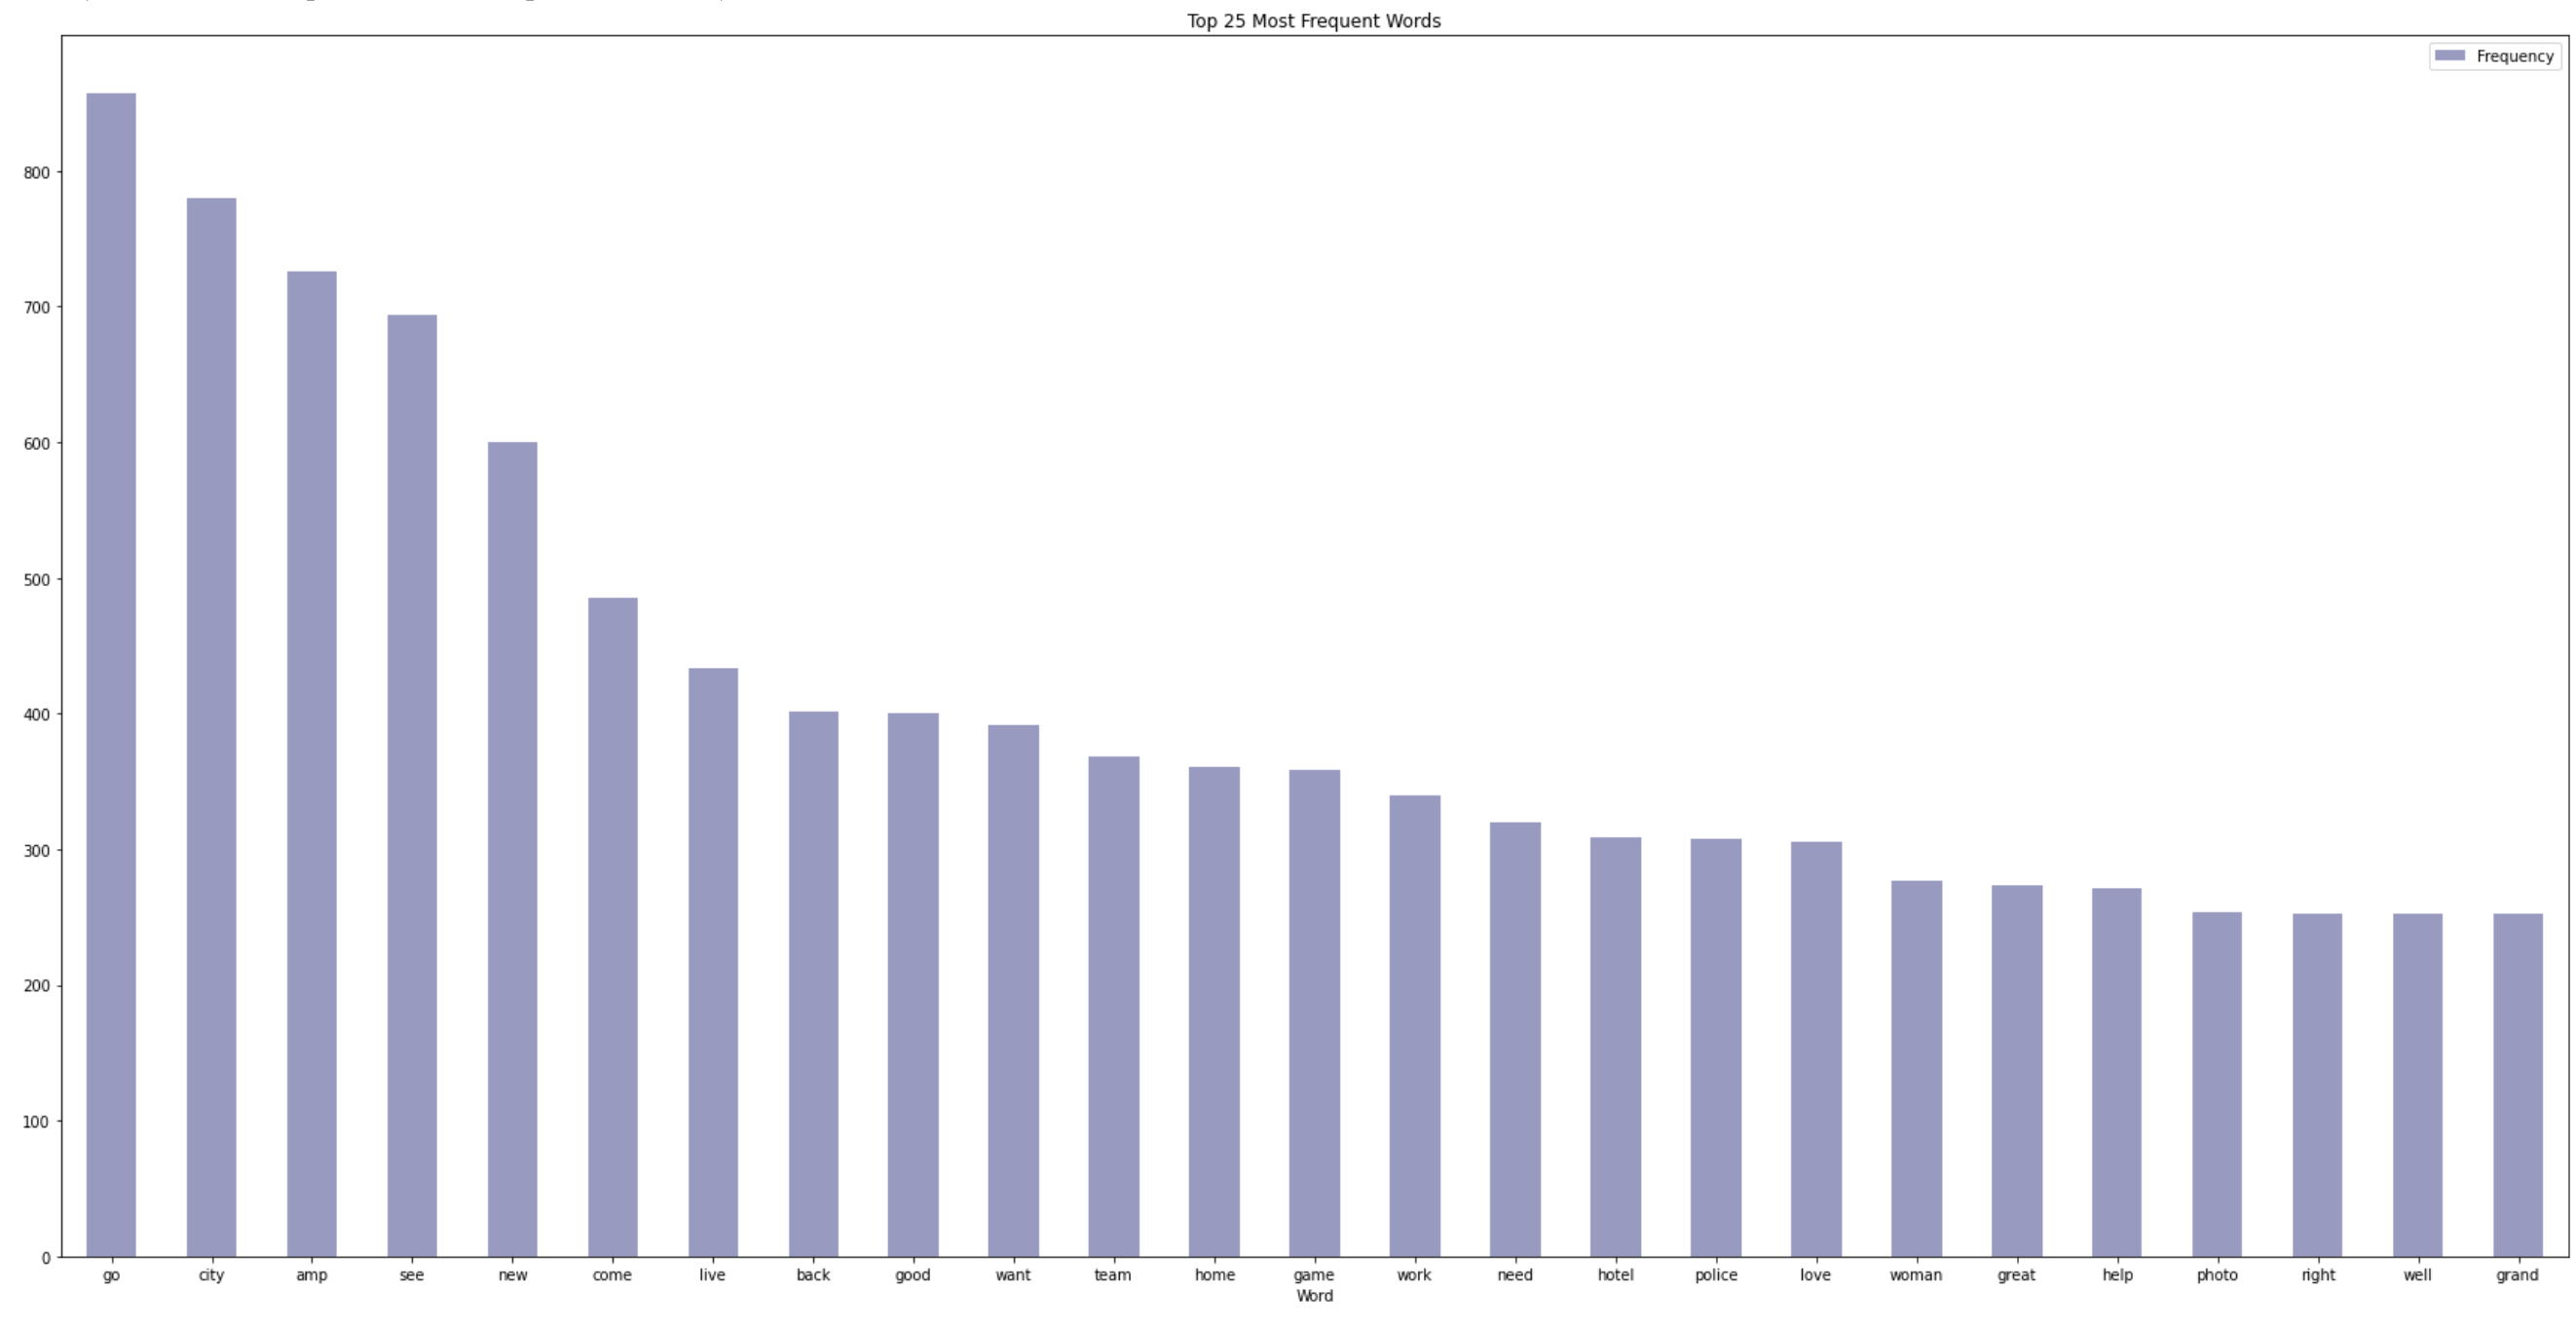 Top 25 Most Frequent Words
Frequency
800
700
600
500
400
300
200
100
0
go city amp see new come live back good want team home game work need hotel police love woman great help photo right well grand
Word